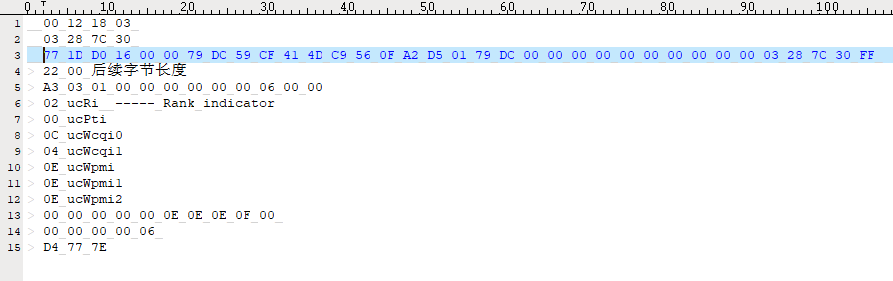 0 10 20 30 40 50 60 70 80 90 100
1 00 12 18 03
2 03 28 7C 30
3 77 1D D0 16 00 00 79 DC 59 CF 41 4D C9 56 0F A2 D5 01 79 DC 00 00 00 00 00 00 00 00 00 00 03 28 7C 30 FF
4 22 00 后续字节长度
5 A3 03 01 00 00 00 00 00 00 06 00 00
6 02 ucRi ----- Rank indicator
7 00 ucPti
8 0C ucWcqi0
9 04 ucWcqi1
10 0E ucWpmi
11 0E ucWpmi1
12 0E ucWpmi2
13 00 00 00 00 00 0E 0E 0E 0F 00
14 00 00 00 00 06
15 D4 77 7E